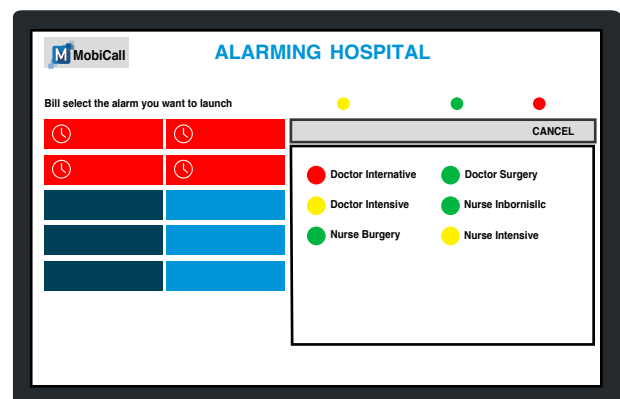 M MobiCall
ALARMING HOSPITAL
Bill select the alarm you want to launch
CANCEL
Doctor Internative
Doctor Surgery
Doctor Intensive
Nurse Inbornisllc
Nurse Burgery
Nurse Intensive